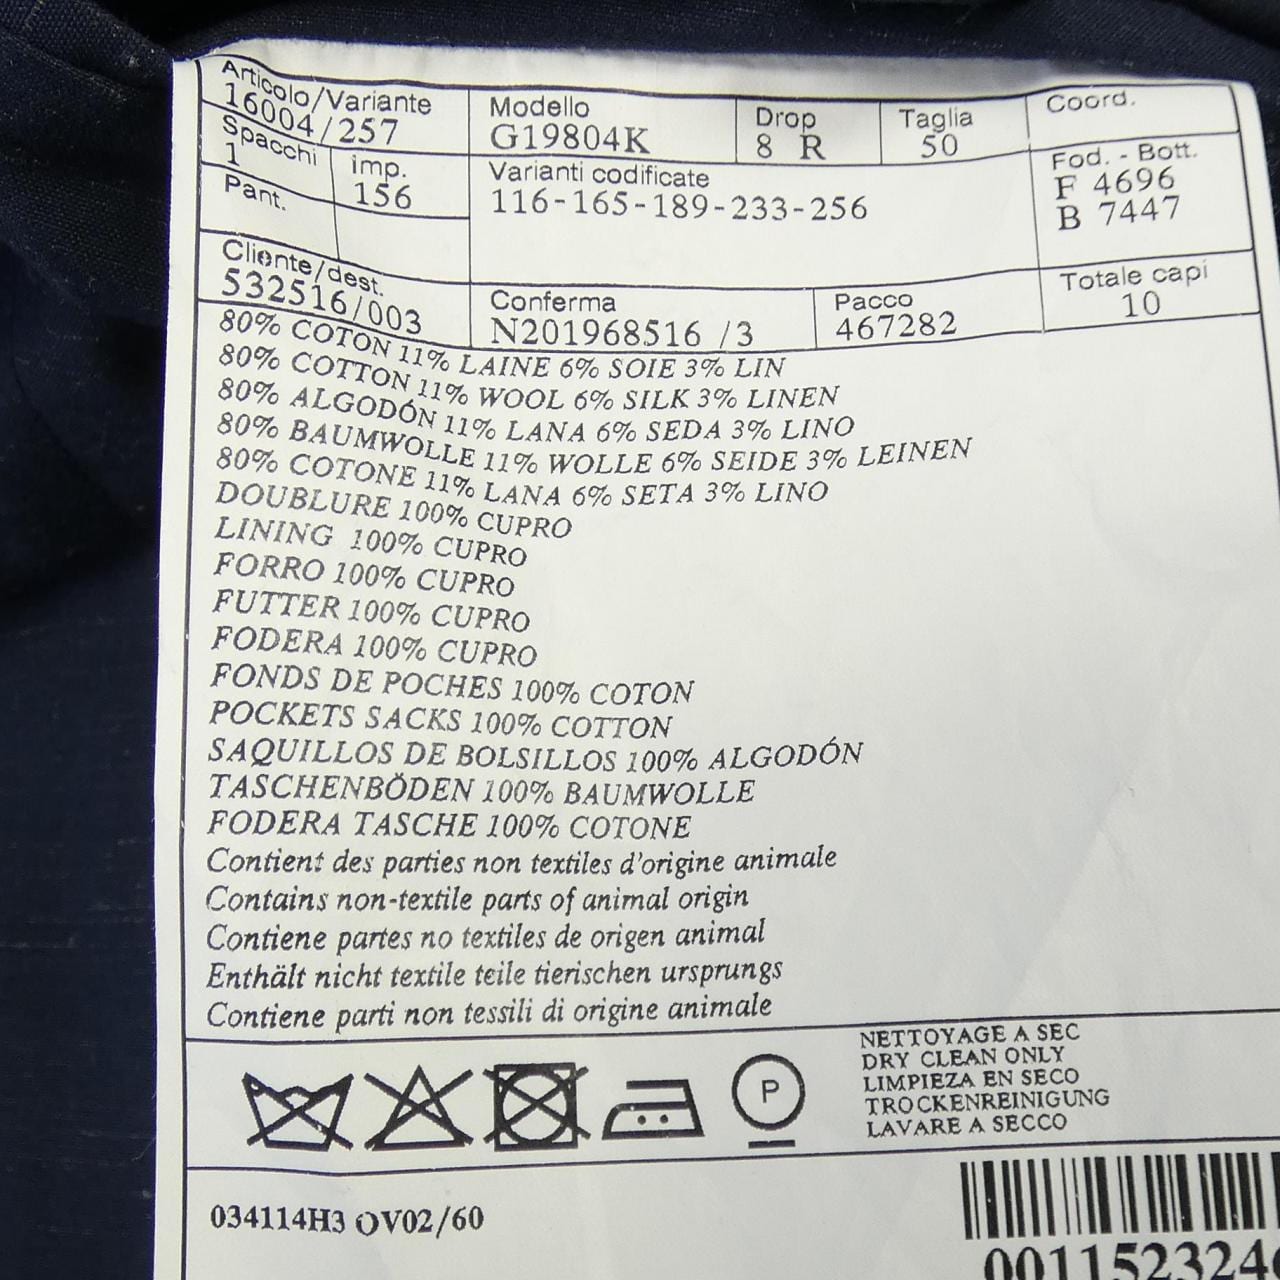 Articolo/Variante
16004/257
Modello
G19804K
Drop
8 R
Taglia
50
Coord.
Spacchi
1
imp.
156
Varianti codificate
116-165-189-233-256
Fod. - Bott.
F 4696
B 7447
Pant.
Cliente/dest.
532516/003
Conferma
N201968516 /3
Pacco
467282
Totale capi
10
80% COTON 11% LAINE 6% SOIE 3% LIN
80% COTTON 11% WOOL 6% SILK 3% LINEN
80% ALGODÓN 11% LANA 6% SEDA 3% LINO
80% BAUMWOLLE 11% WOLLE 6% SEIDE 3% LEINEN
80% COTONE 11% LANA 6% SETA 3% LINO
DOUBLURE 100% CUPRO
LINING 100% CUPRO
FORRO 100% CUPRO
FUTTER 100% CUPRO
FODERA 100% CUPRO
FONDS DE POCHES 100% COTON
POCKETS SACKS 100% COTTON
SAQUILLOS DE BOLSILLOS 100% ALGODÓN
TASCHENBÖDEN 100% BAUMWOLLE
FODERA TASCHE 100% COTONE
Contient des parties non textiles d'origine animale
Contains non-textile parts of animal origin
Contiene partes no textiles de origen animal
Enthält nicht textile teile tierischen ursprungs
Contiene parti non tessili di origine animale
P
NETTOYAGE A SEC
DRY CLEAN ONLY
LIMPIEZA EN SECO
TROCKENREINIGUNG
LAVARE A SECCO
034114H3 OV02/60
001152324